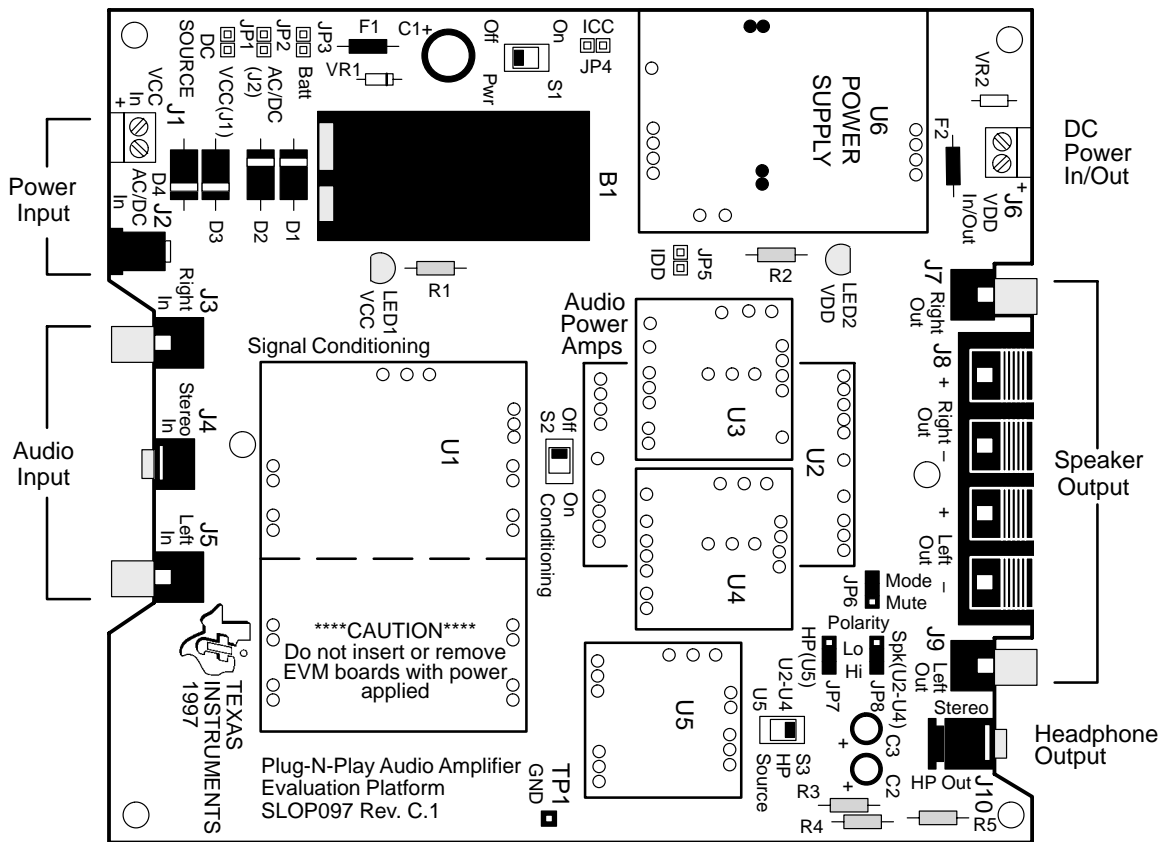 Power
Input
Audio
Input
DC
Power
In/Out
Speaker
Output
Headphone
Output
SOURCE
DC
JP1
VCC(J1)
JP2
AC/DC
(J2)
JP3
Batt
F1
VR1
C1+
Off
On
Pwr
S1
ICC
JP4
U6
POWER
SUPPLY
VR2
F2
J6
+
VDD
In/Out
J1
VCC
In
+
D4
AC/DC
In
J2
D3
D2
D1
B1
LED1
VCC
R1
JP5
IDD
R2
LED2
VDD
J3
Right
In
J4
Stereo
In
J5
Left
In
Signal Conditioning
U1
Off
S2
On
Conditioning
Audio
Power
Amps
U3
U2
U4
J7
Right
Out
J8
+
Right
Out
–
+
Left
Out
–
J9
Left
Out
JP6
Mode
Mute
Polarity
HP(U5)
Lo
Hi
JP7
Spk(U2-U4)
JP8
****CAUTION****
Do not insert or remove
EVM boards with power
applied
TEXAS
INSTRUMENTS
1997
U5
U5
U2-U4
S3
HP
Source
C3
+
C2
+
R3
R4
R5
Stereo
HP Out
J10
Plug-N-Play Audio Amplifier
Evaluation Platform
SLOP097 Rev. C.1
TP1
GND